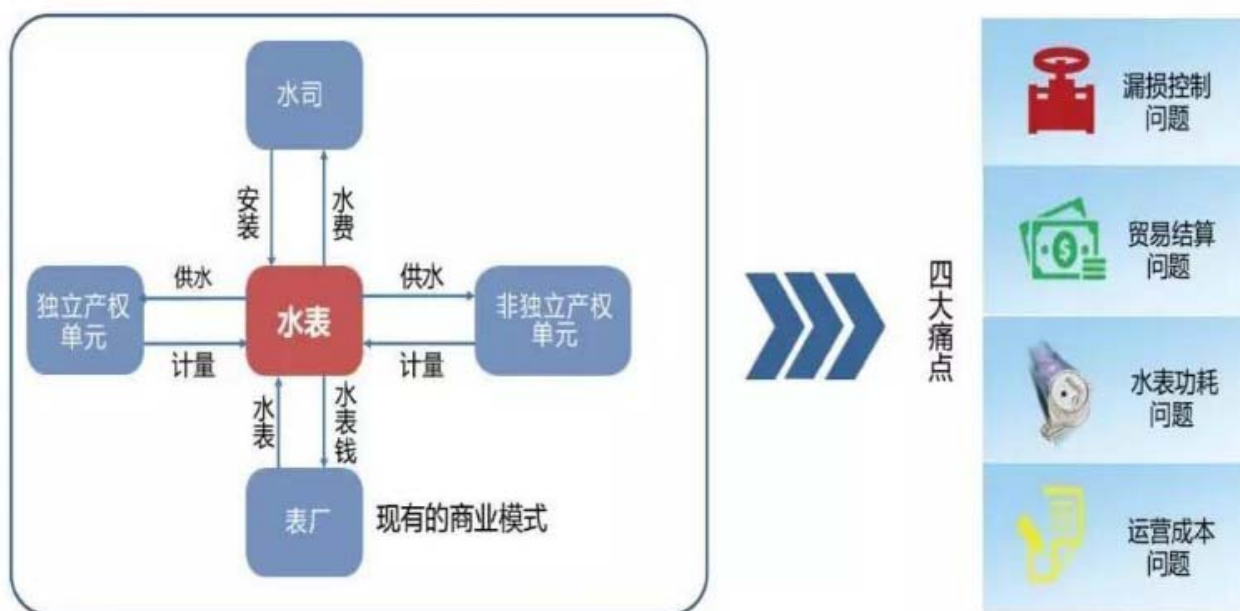 水司
安装
水费
供水
供水
独立产权
单元
水表
非独立产权
单元
计量
计量
水表
水表钱
表厂
现有的商业模式
四大痛点
漏损控制
问题
贸易结算
问题
水表功耗
问题
运营成本
问题